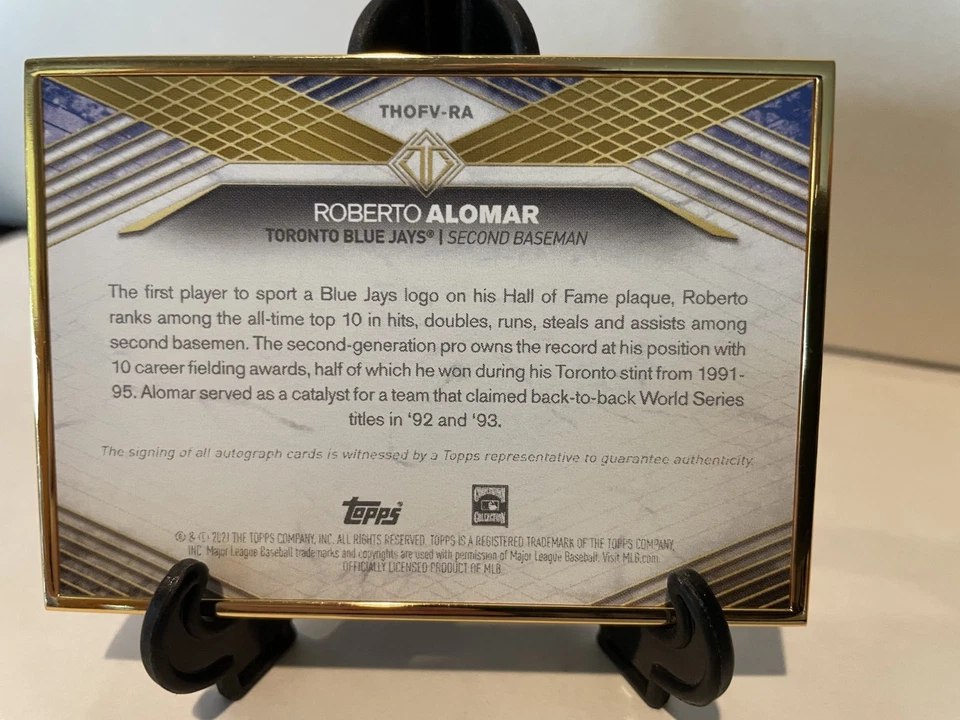 THOFV-RA
ROBERTO ALOMAR
TORONTO BLUE JAYS® | SECOND BASEMAN
The first player to sport a Blue Jays logo on his Hall of Fame plaque, Roberto
ranks among the all-time top 10 in hits, doubles, runs, steals and assists among
second basemen. The second-generation pro owns the record at his position with
10 career fielding awards, half of which he won during his Toronto stint from 1991-
95. Alomar served as a catalyst for a team that claimed back-to-back World Series
titles in '92 and '93.
The signing of all autograph cards is witnessed by a Topps representative to guarantee authenticity.
Topps®
COOPERSTOWN
COLLECTION
® & © 2021 THE TOPPS COMPANY, INC. ALL RIGHTS RESERVED. TOPPS IS A REGISTERED TRADEMARK OF THE TOPPS COMPANY,
INC. Major League Baseball trademarks and copyrights are used with permission of Major League Baseball. Visit MLB.com.
OFFICIALLY LICENSED PRODUCT OF MLB